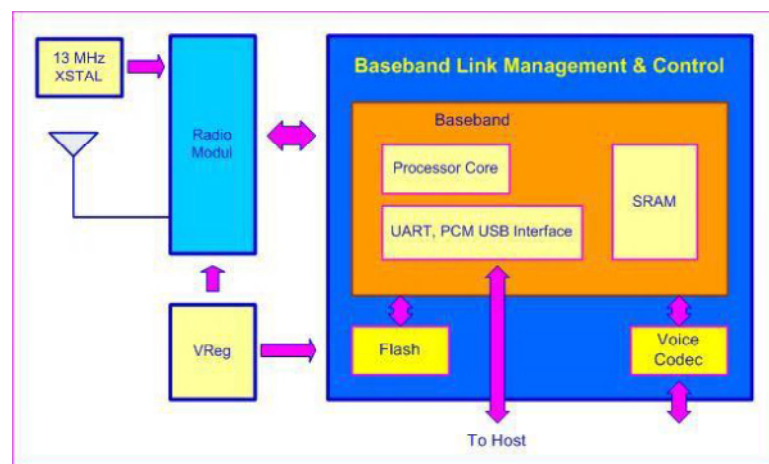 13 MHz
XSTAL
Radio
Modul
VReg
Baseband Link Management & Control
Baseband
Processor Core
UART, PCM USB Interface
SRAM
Flash
Voice
Codec
To Host